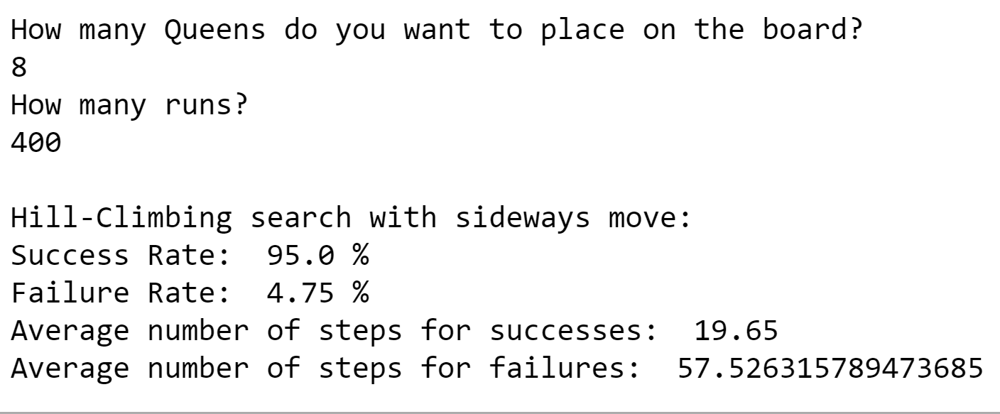 How many Queens do you want to place on the board?
8
How many runs?
400
Hill-Climbing search with sideways move:
Success Rate:  95.0 %
Failure Rate:  4.75 %
Average number of steps for successes:  19.65
Average number of steps for failures:  57.526315789473685